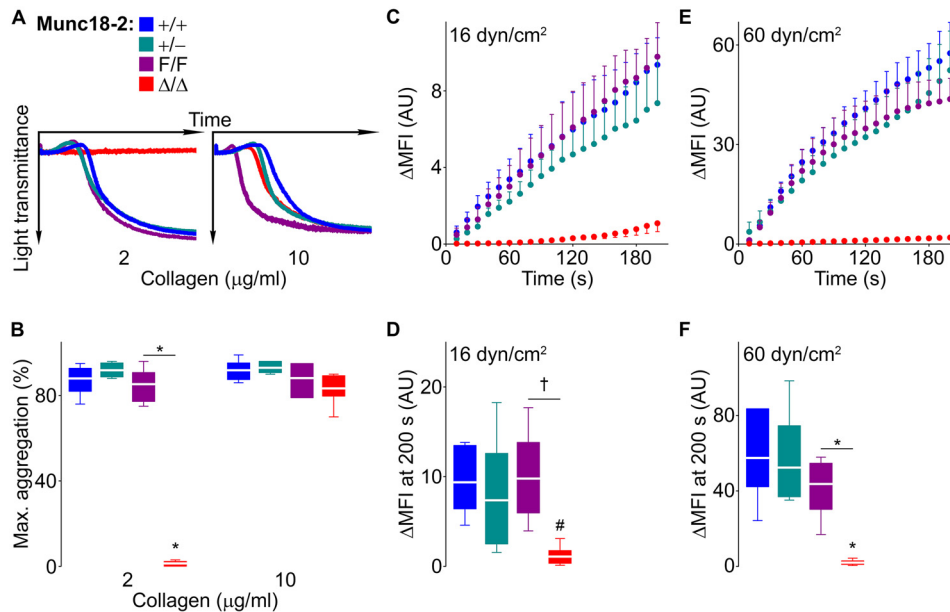 A
Munc18-2:
+/+
+/−
F/F
Δ/Δ
Time
Light transmittance
2
10
Collagen (µg/ml)
B
Max. aggregation (%)
80
40
0
*
*
2
10
Collagen (µg/ml)
C
16 dyn/cm²
ΔMFI (AU)
8
4
0
0
60
120
180
Time (s)
D
16 dyn/cm²
ΔMFI at 200 s (AU)
20
10
0
†
#
E
60 dyn/cm²
ΔMFI (AU)
60
30
0
0
60
120
180
Time (s)
F
60 dyn/cm²
ΔMFI at 200 s (AU)
120
80
40
0
*
*